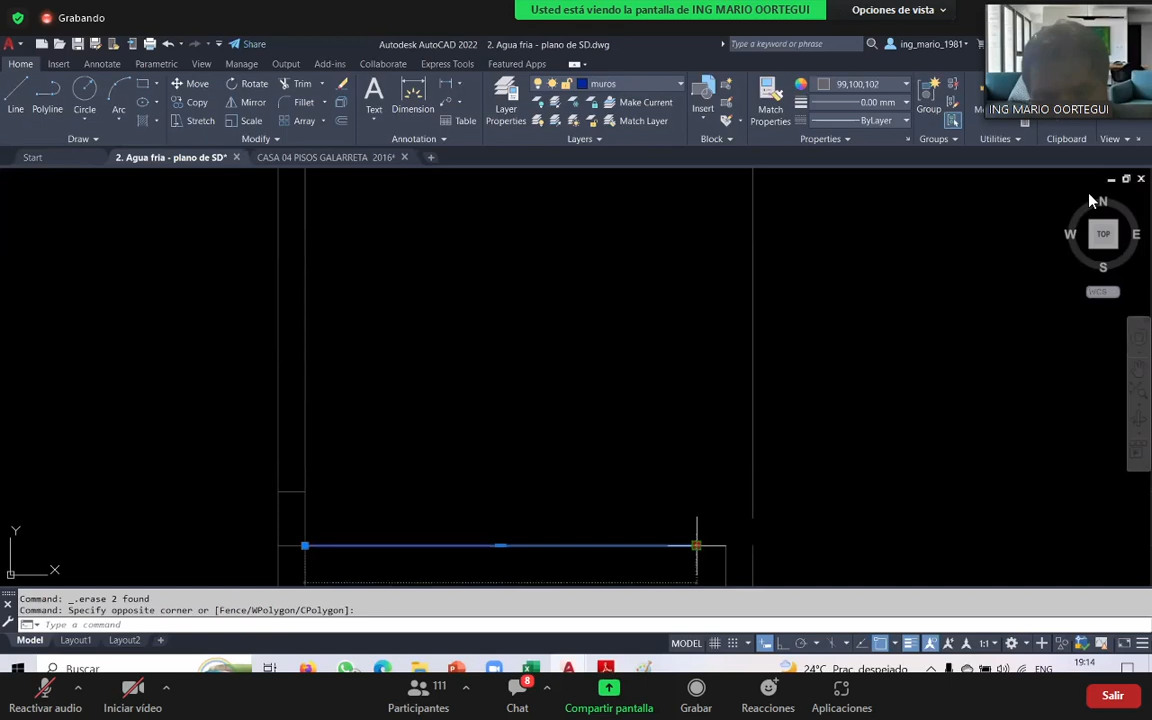 Grabando
Usted está viendo la pantalla de ING MARIO OORTEGUI
Opciones de vista
Share
Autodesk AutoCAD 2022
2. Agua fria - plano de SD.dwg
Type a keyword or phrase
ing_mario_1981
Home
Insert
Annotate
Parametric
View
Manage
Output
Add-ins
Collaborate
Express Tools
Featured Apps
ING MARIO OORTEGUI
Line
Polyline
Circle
Arc
Move
Rotate
Trim
Copy
Mirror
Fillet
Stretch
Scale
Array
Text
Dimension
Table
Layer Properties
muros
Make Current
Match Layer
Insert
Match Properties
99,100,102
0.00 mm
ByLayer
Group
Draw
Modify
Annotation
Layers
Block
Properties
Groups
Utilities
Clipboard
View
Start
2. Agua fria - plano de SD*
CASA 04 PISOS GALARRETA 2016*
N
W
TOP
E
S
WCS
Y
X
Command: _.erase 2 found
Command: Specify opposite corner or [Fence/WPolygon/CPolygon]:
Type a command
Model
Layout1
Layout2
MODEL
1:1
Buscar
24°C Prac. despejado
ENG
19:14
Reactivar audio
Iniciar vídeo
111
Participantes
8
Chat
Compartir pantalla
Grabar
Reacciones
Aplicaciones
Salir